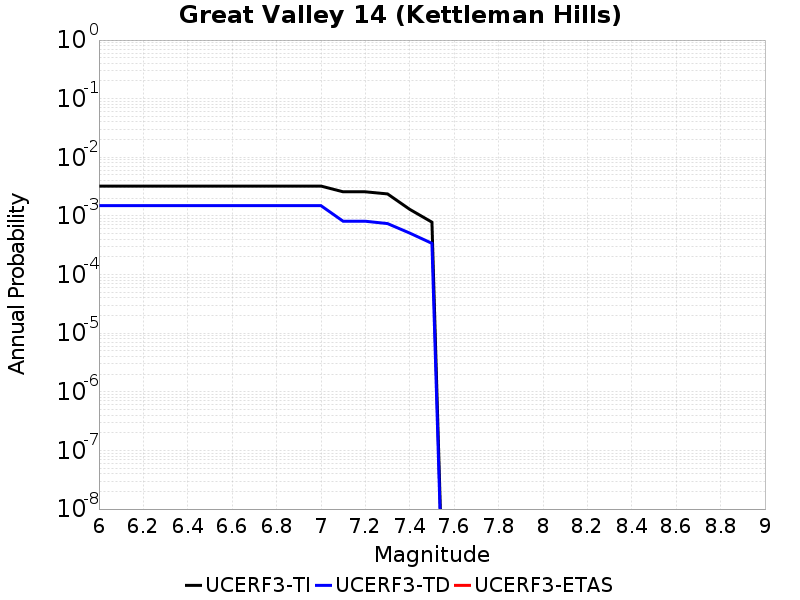 Great Valley 14 (Kettleman Hills)
10^0
10^-1
10^-2
10^-3
10^-4
10^-5
10^-6
10^-7
10^-8
Annual Probability
6 6.2 6.4 6.6 6.8 7 7.2 7.4 7.6 7.8 8 8.2 8.4 8.6 8.8 9
Magnitude
UCERF3-TI UCERF3-TD UCERF3-ETAS